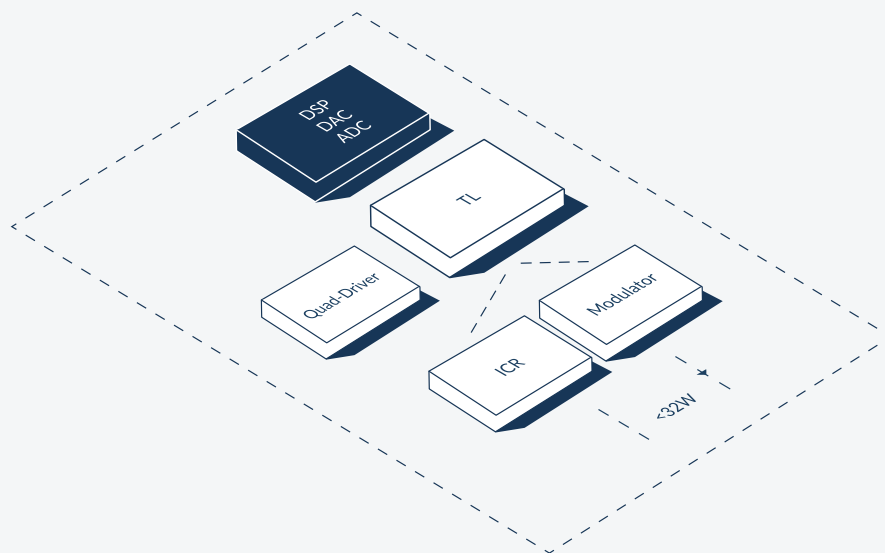 DSP
DAC
ADC
TL
Quad-Driver
Modulator
ICR
<32W